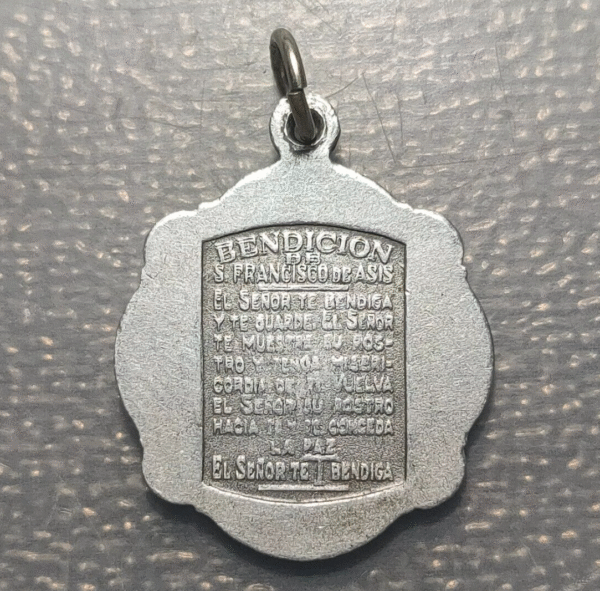 BENDICION
DE
S. FRANCISCO DE ASIS
EL SEÑOR TE BENDIGA
Y TE GUARDE. EL SEÑOR
TE MUESTRE SU ROS-
TRO Y TENGA MISERI-
CORDIA DE TI. VUELVA
EL SEÑOR SU ROSTRO
HACIA TI Y TE CONCEDA
LA PAZ
EL SEÑOR TE T BENDIGA